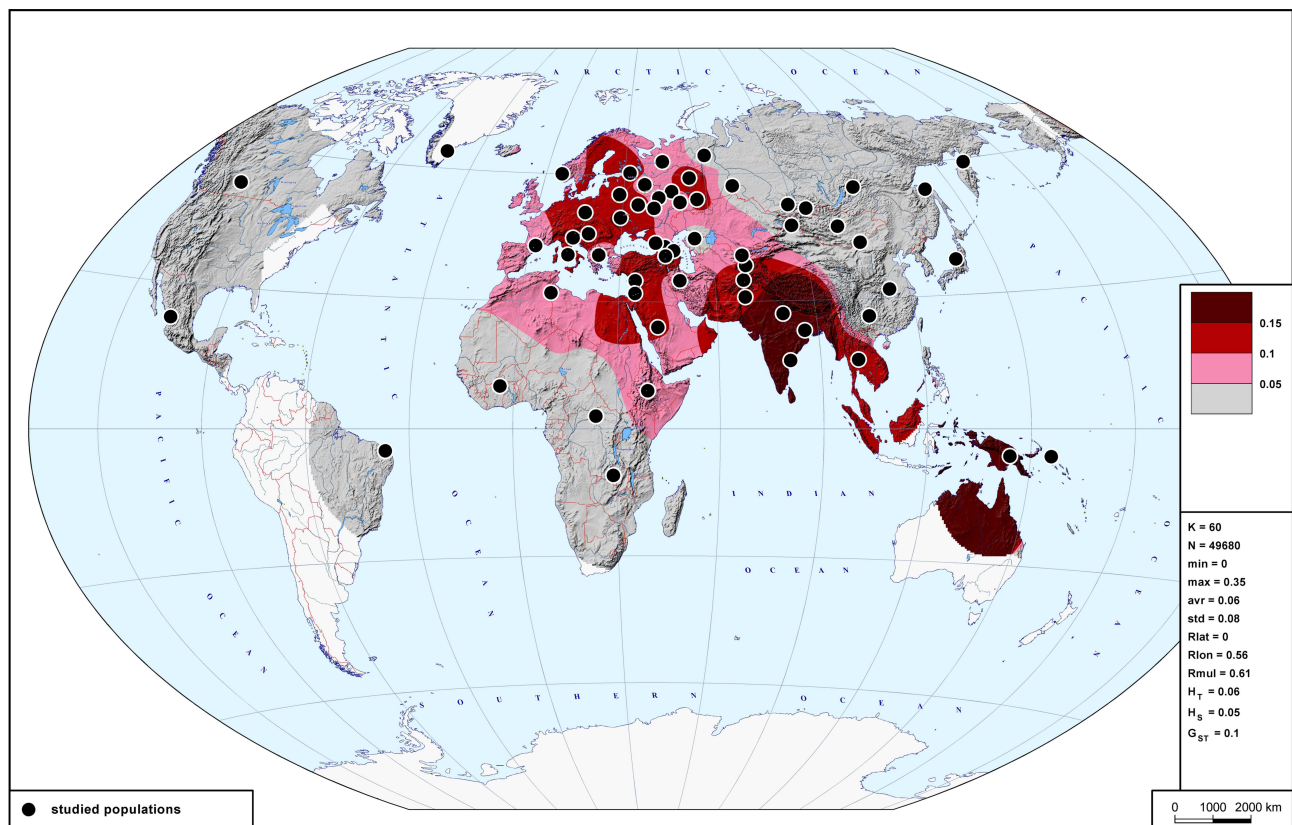 A R C T I C O C E A N
P A C I F I C
O C E A N
A T L A N T I C
O C E A N
I N D I A N
O C E A N
P A C I F I C
O C E A N
S O U T H E R N O C E A N
0.15
0.1
0.05
K = 60
N = 49680
min = 0
max = 0.35
avr = 0.06
std = 0.08
Rlat = 0
Rlon = 0.56
Rmul = 0.61
H_T = 0.06
H_S = 0.05
G_ST = 0.1
studied populations
0 1000 2000 km